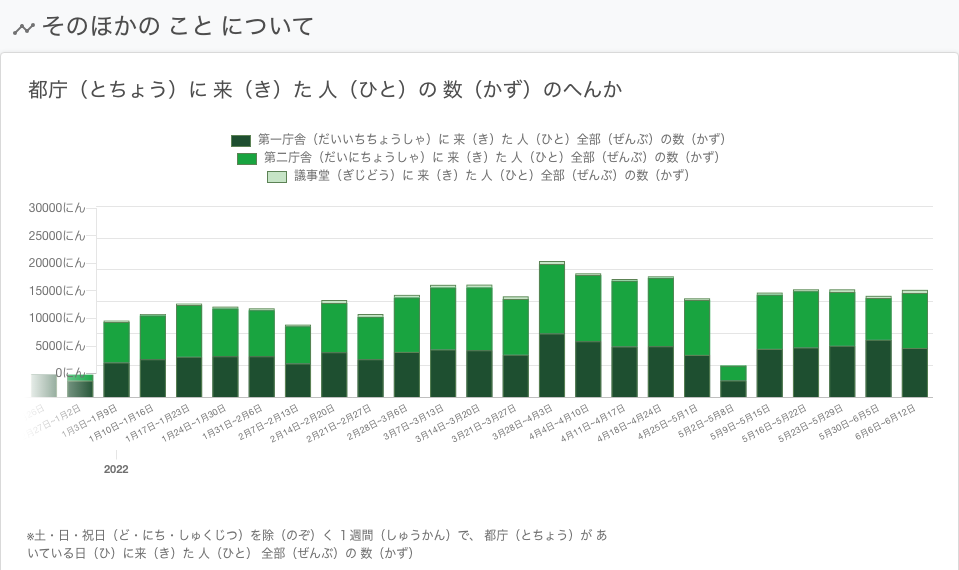 そのほかの こと について
都庁（とちょう）に 来（き）た 人（ひと）の 数（かず）のへんか
第一庁舎（だいいちちょうしゃ）に 来（き）た 人（ひと）全部（ぜんぶ）の数（かず）
第二庁舎（だいにちょうしゃ）に 来（き）た 人（ひと）全部（ぜんぶ）の数（かず）
議事堂（ぎじどう）に 来（き）た 人（ひと）全部（ぜんぶ）の数（かず）
30000にん
25000にん
20000にん
15000にん
10000にん
5000にん
0にん
27日~1月2日
1月3日~1月9日
1月10日~1月16日
1月17日~1月23日
1月24日~1月30日
1月31日~2月6日
2月7日~2月13日
2月14日~2月20日
2月21日~2月27日
2月28日~3月6日
3月7日~3月13日
3月14日~3月20日
3月21日~3月27日
3月28日~4月3日
4月4日~4月10日
4月11日~4月17日
4月18日~4月24日
4月25日~5月1日
5月2日~5月8日
5月9日~5月15日
5月16日~5月22日
5月23日~5月29日
5月30日~6月5日
6月6日~6月12日
2022
※土・日・祝日（ど・にち・しゅくじつ）を除（のぞ）く １週間（しゅうかん）で、 都庁（とちょう）が あ
いている日（ひ）に来（き）た 人（ひと） 全部（ぜんぶ）の 数（かず）